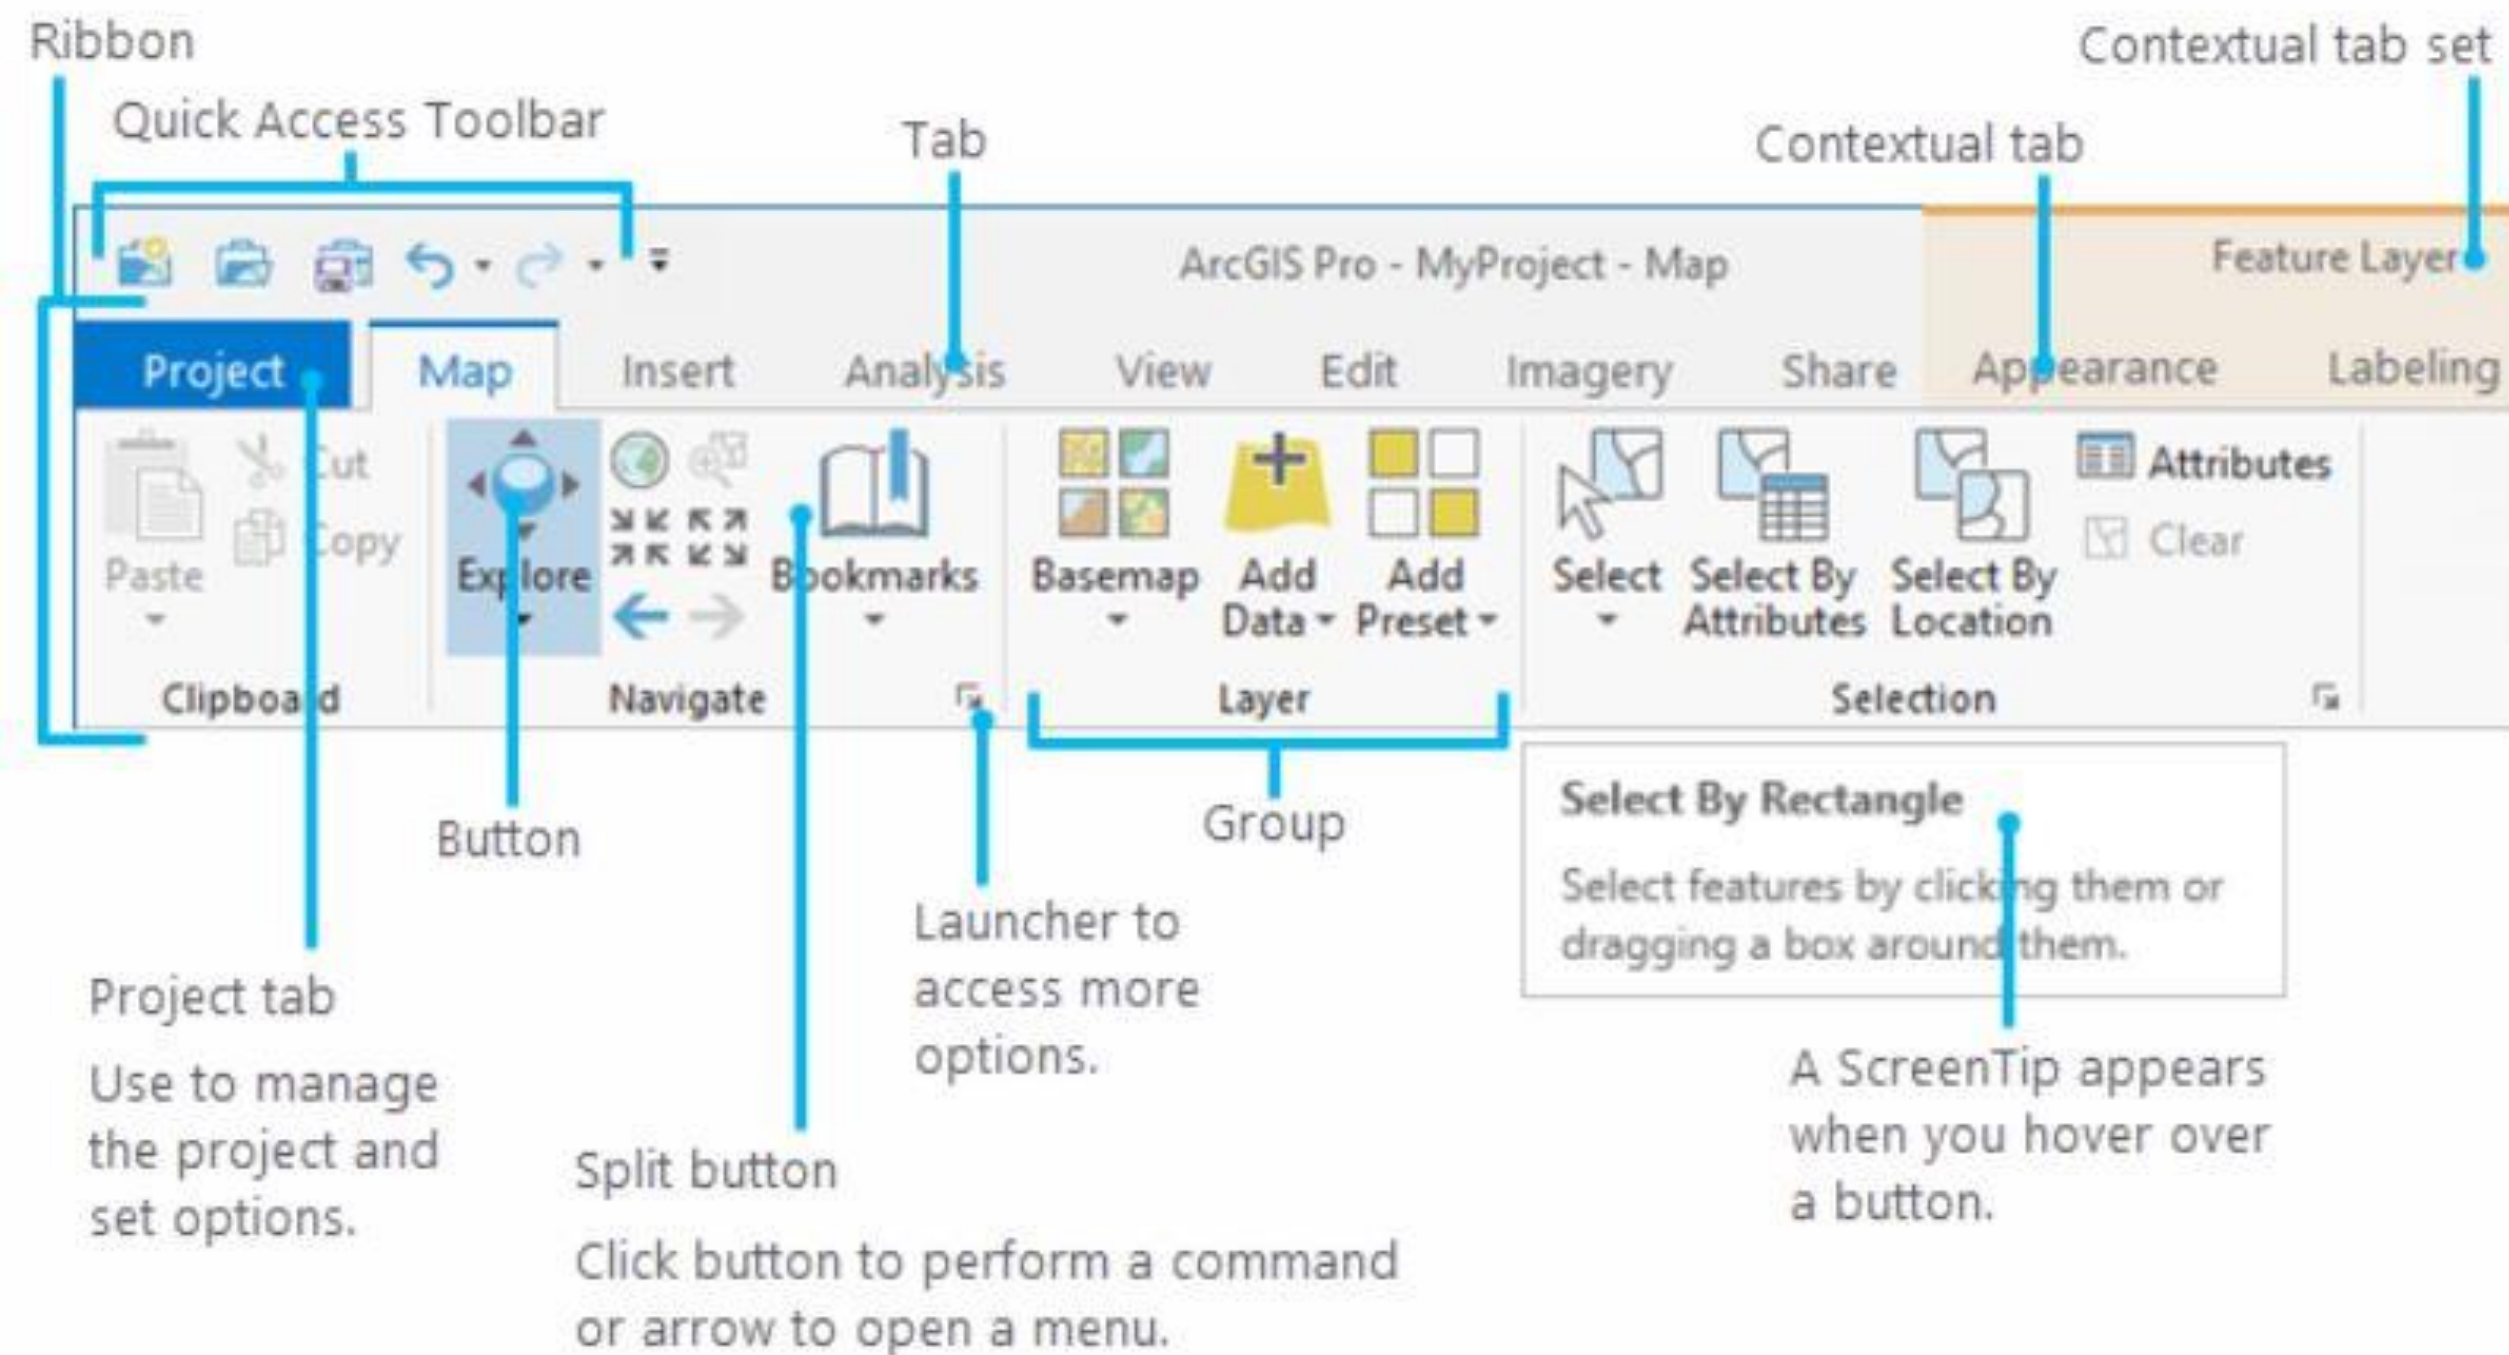 Ribbon
Contextual tab set
Quick Access Toolbar
Tab
Contextual tab
ArcGIS Pro - MyProject - Map
Feature Layer
Project Map Insert Analysis View Edit Imagery Share Appearance Labeling
Cut
Attributes
Copy
Clear
Paste
Explore
Bookmarks
Basemap
Add
Data
Add
Preset
Select
Select By
Attributes
Select By
Location
Clipboard
Navigate
Layer
Selection
Button
Group
Select By Rectangle
Select features by clicking them or
dragging a box around them.
Launcher to
access more
options.
Project tab
Use to manage
the project and
set options.
A ScreenTip appears
when you hover over
a button.
Split button
Click button to perform a command
or arrow to open a menu.